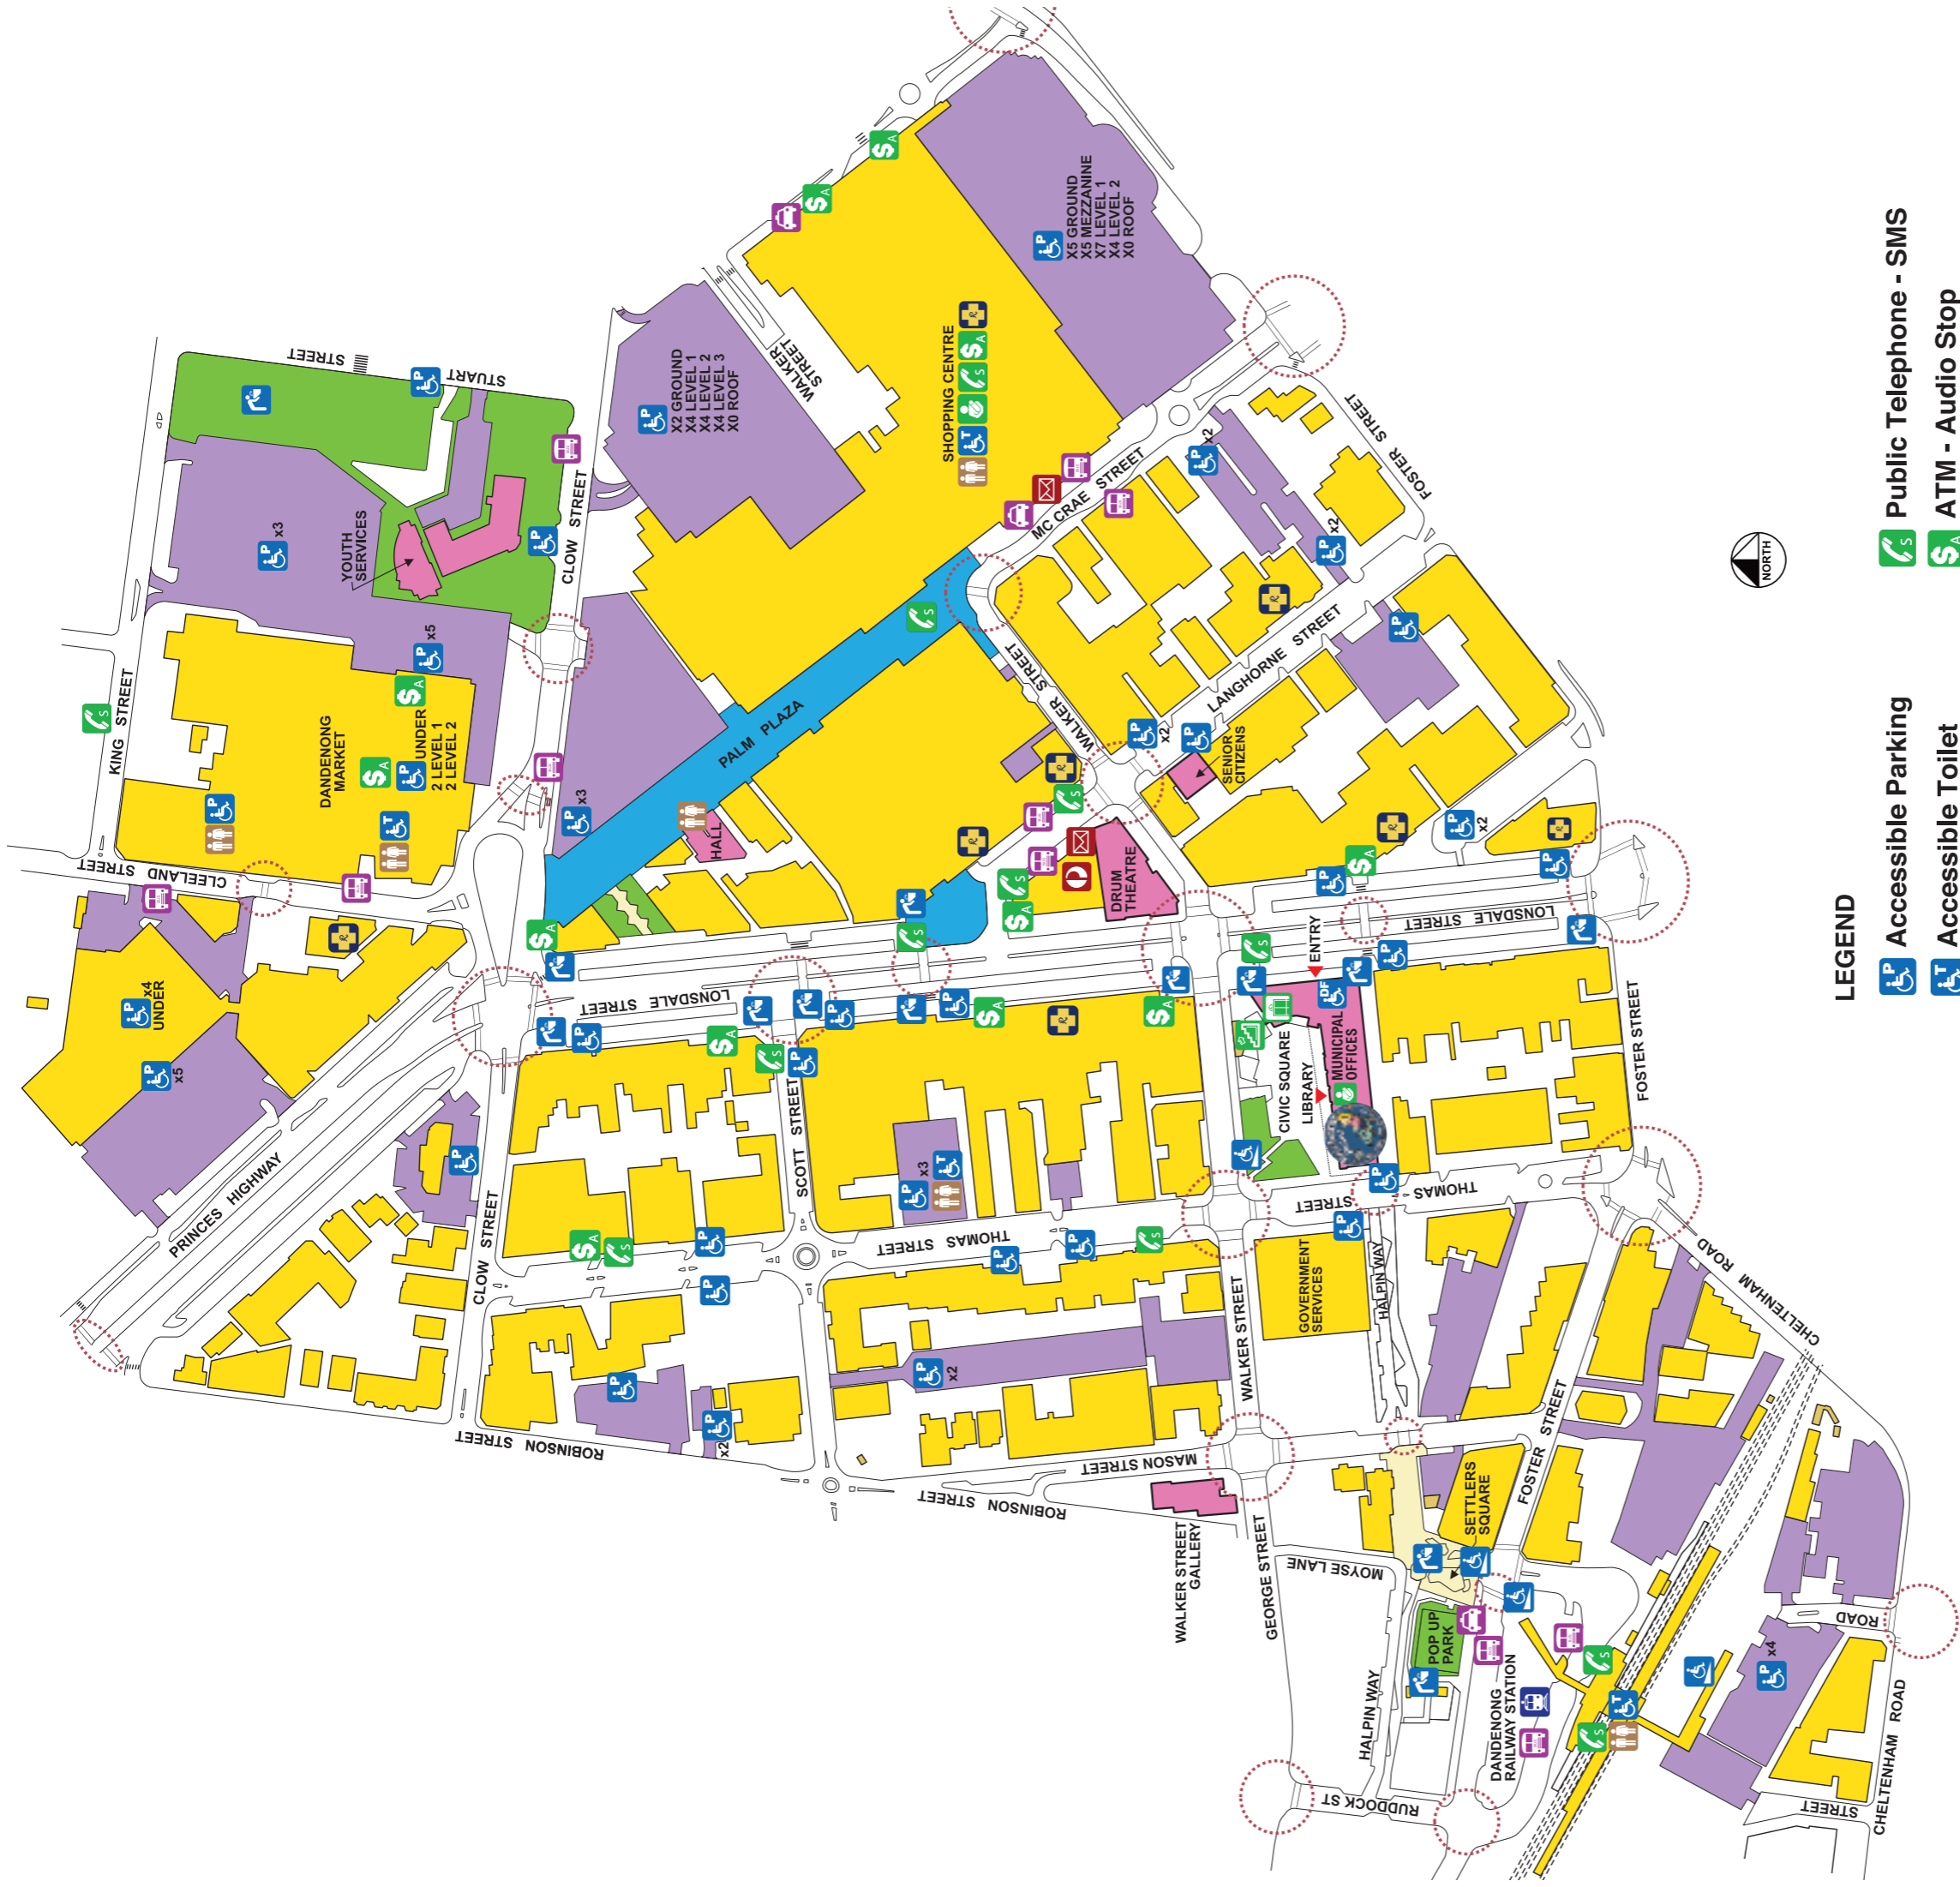 KING STREET
CLEELAND STREET
STUART STREET
YOUTH
SERVICES
x3
x5
DANDENONG
MARKET
UNDER
2 LEVEL 1
2 LEVEL 2
CLOW STREET
X2 GROUND
X4 LEVEL 1
X4 LEVEL 2
X4 LEVEL 3
X0 ROOF
WALKER
STREET
SHOPPING CENTRE
X5 GROUND
X5 MEZZANINE
X7 LEVEL 1
X4 LEVEL 2
X0 ROOF
MC CRAE STREET
PALM PLAZA
x3
HALL
WALKER STREET
LANGHORNE STREET
FOSTER STREET
x2
x2
x2
SENIOR
CITIZENS
DRUM
THEATRE
x2
x4
UNDER
x5
PRINCES HIGHWAY
CLOW STREET
LONSDALE STREET
LONSDALE STREET
SCOTT STREET
ENTRY
CIVIC SQUARE
LIBRARY
MUNICIPAL
OFFICES
DF
FOSTER STREET
x3
THOMAS STREET
THOMAS STREET
GOVERNMENT
SERVICES
HALPIN WAY
WALKER STREET
x2
x2
ROBINSON STREET
ROBINSON STREET
MASON STREET
WALKER STREET
GALLERY
GEORGE STREET
MOYSE LANE
SETTLERS
SQUARE
FOSTER STREET
CHELTENHAM ROAD
POP UP
PARK
HALPIN WAY
DANDENONG
RAILWAY STATION
RUDDOCK ST
x4
ROAD
CHELTENHAM ROAD
STREET
NORTH
LEGEND
P Accessible Parking
T Accessible Toilet
S Public Telephone - SMS
$A ATM - Audio Stop